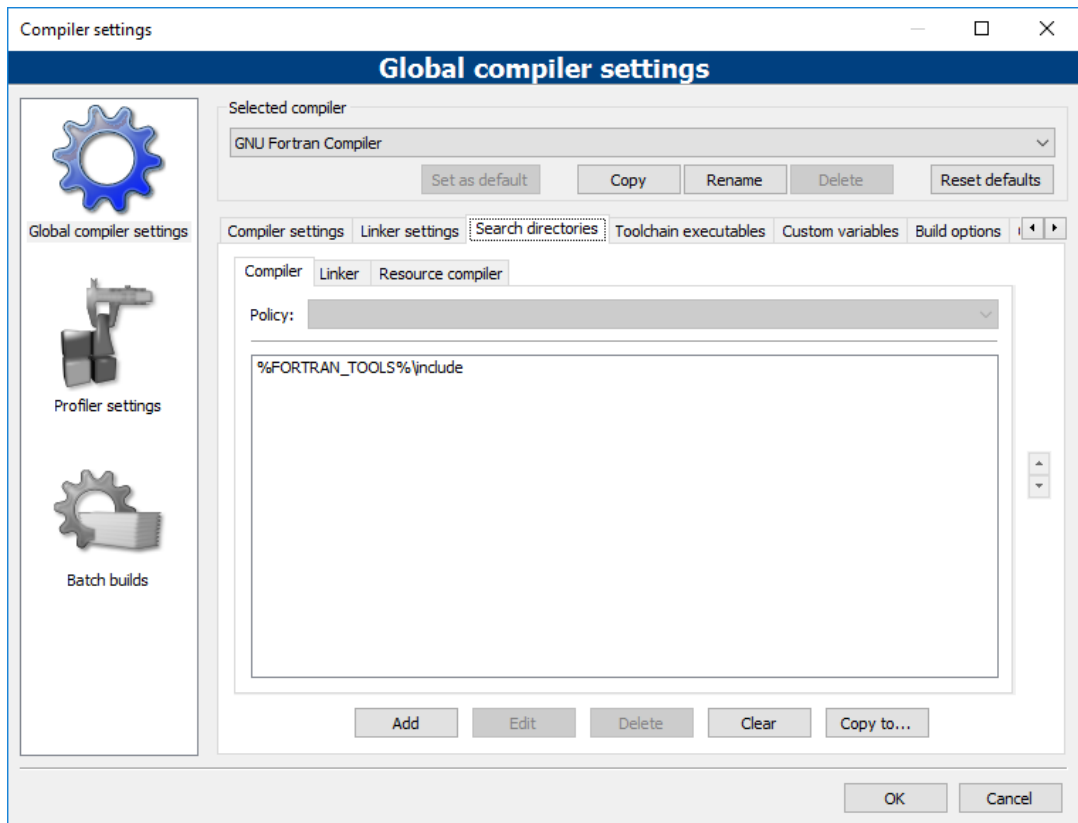 Compiler settings
Global compiler settings
Global compiler settings
Profiler settings
Batch builds
Selected compiler
GNU Fortran Compiler
Set as default Copy Rename Delete Reset defaults
Compiler settings Linker settings Search directories Toolchain executables Custom variables Build options
Compiler Linker Resource compiler
Policy:
%FORTRAN_TOOLS%\include
Add Edit Delete Clear Copy to...
OK Cancel